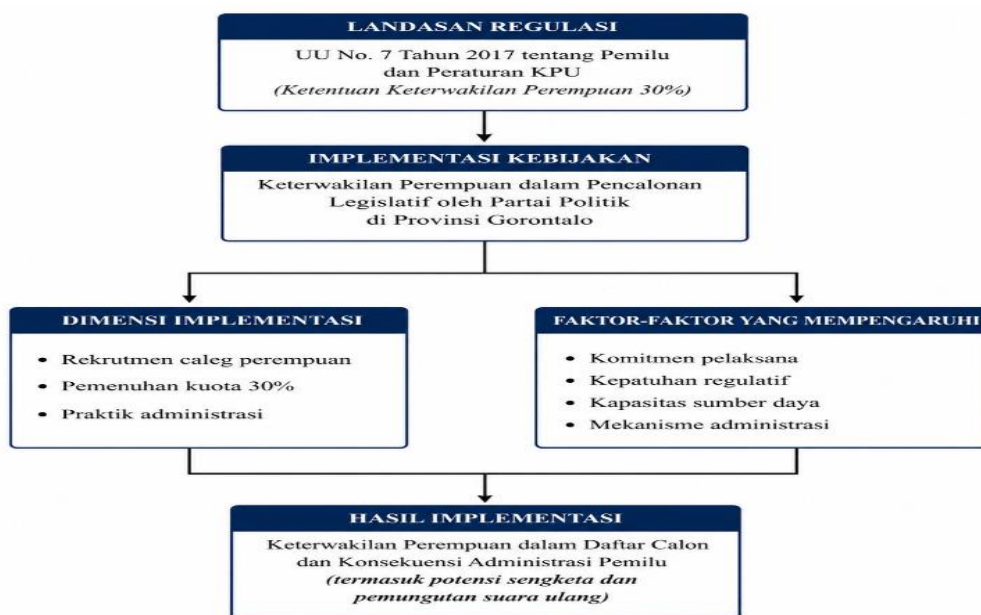 LANDASAN REGULASI
UU No. 7 Tahun 2017 tentang Pemilu
dan Peraturan KPU
(Ketentuan Keterwakilan Perempuan 30%)
IMPLEMENTASI KEBIJAKAN
Keterwakilan Perempuan dalam Pencalonan
Legislatif oleh Partai Politik
di Provinsi Gorontalo
DIMENSI IMPLEMENTASI
• Rekrutmen caleg perempuan
• Pemenuhan kuota 30%
• Praktik administrasi
FAKTOR-FAKTOR YANG MEMPENGARUHI
• Komitmen pelaksana
• Kepatuhan regulatif
• Kapasitas sumber daya
• Mekanisme administrasi
HASIL IMPLEMENTASI
Keterwakilan Perempuan dalam Daftar Calon
dan Konsekuensi Administrasi Pemilu
(termasuk potensi sengketa dan
pemungutan suara ulang)